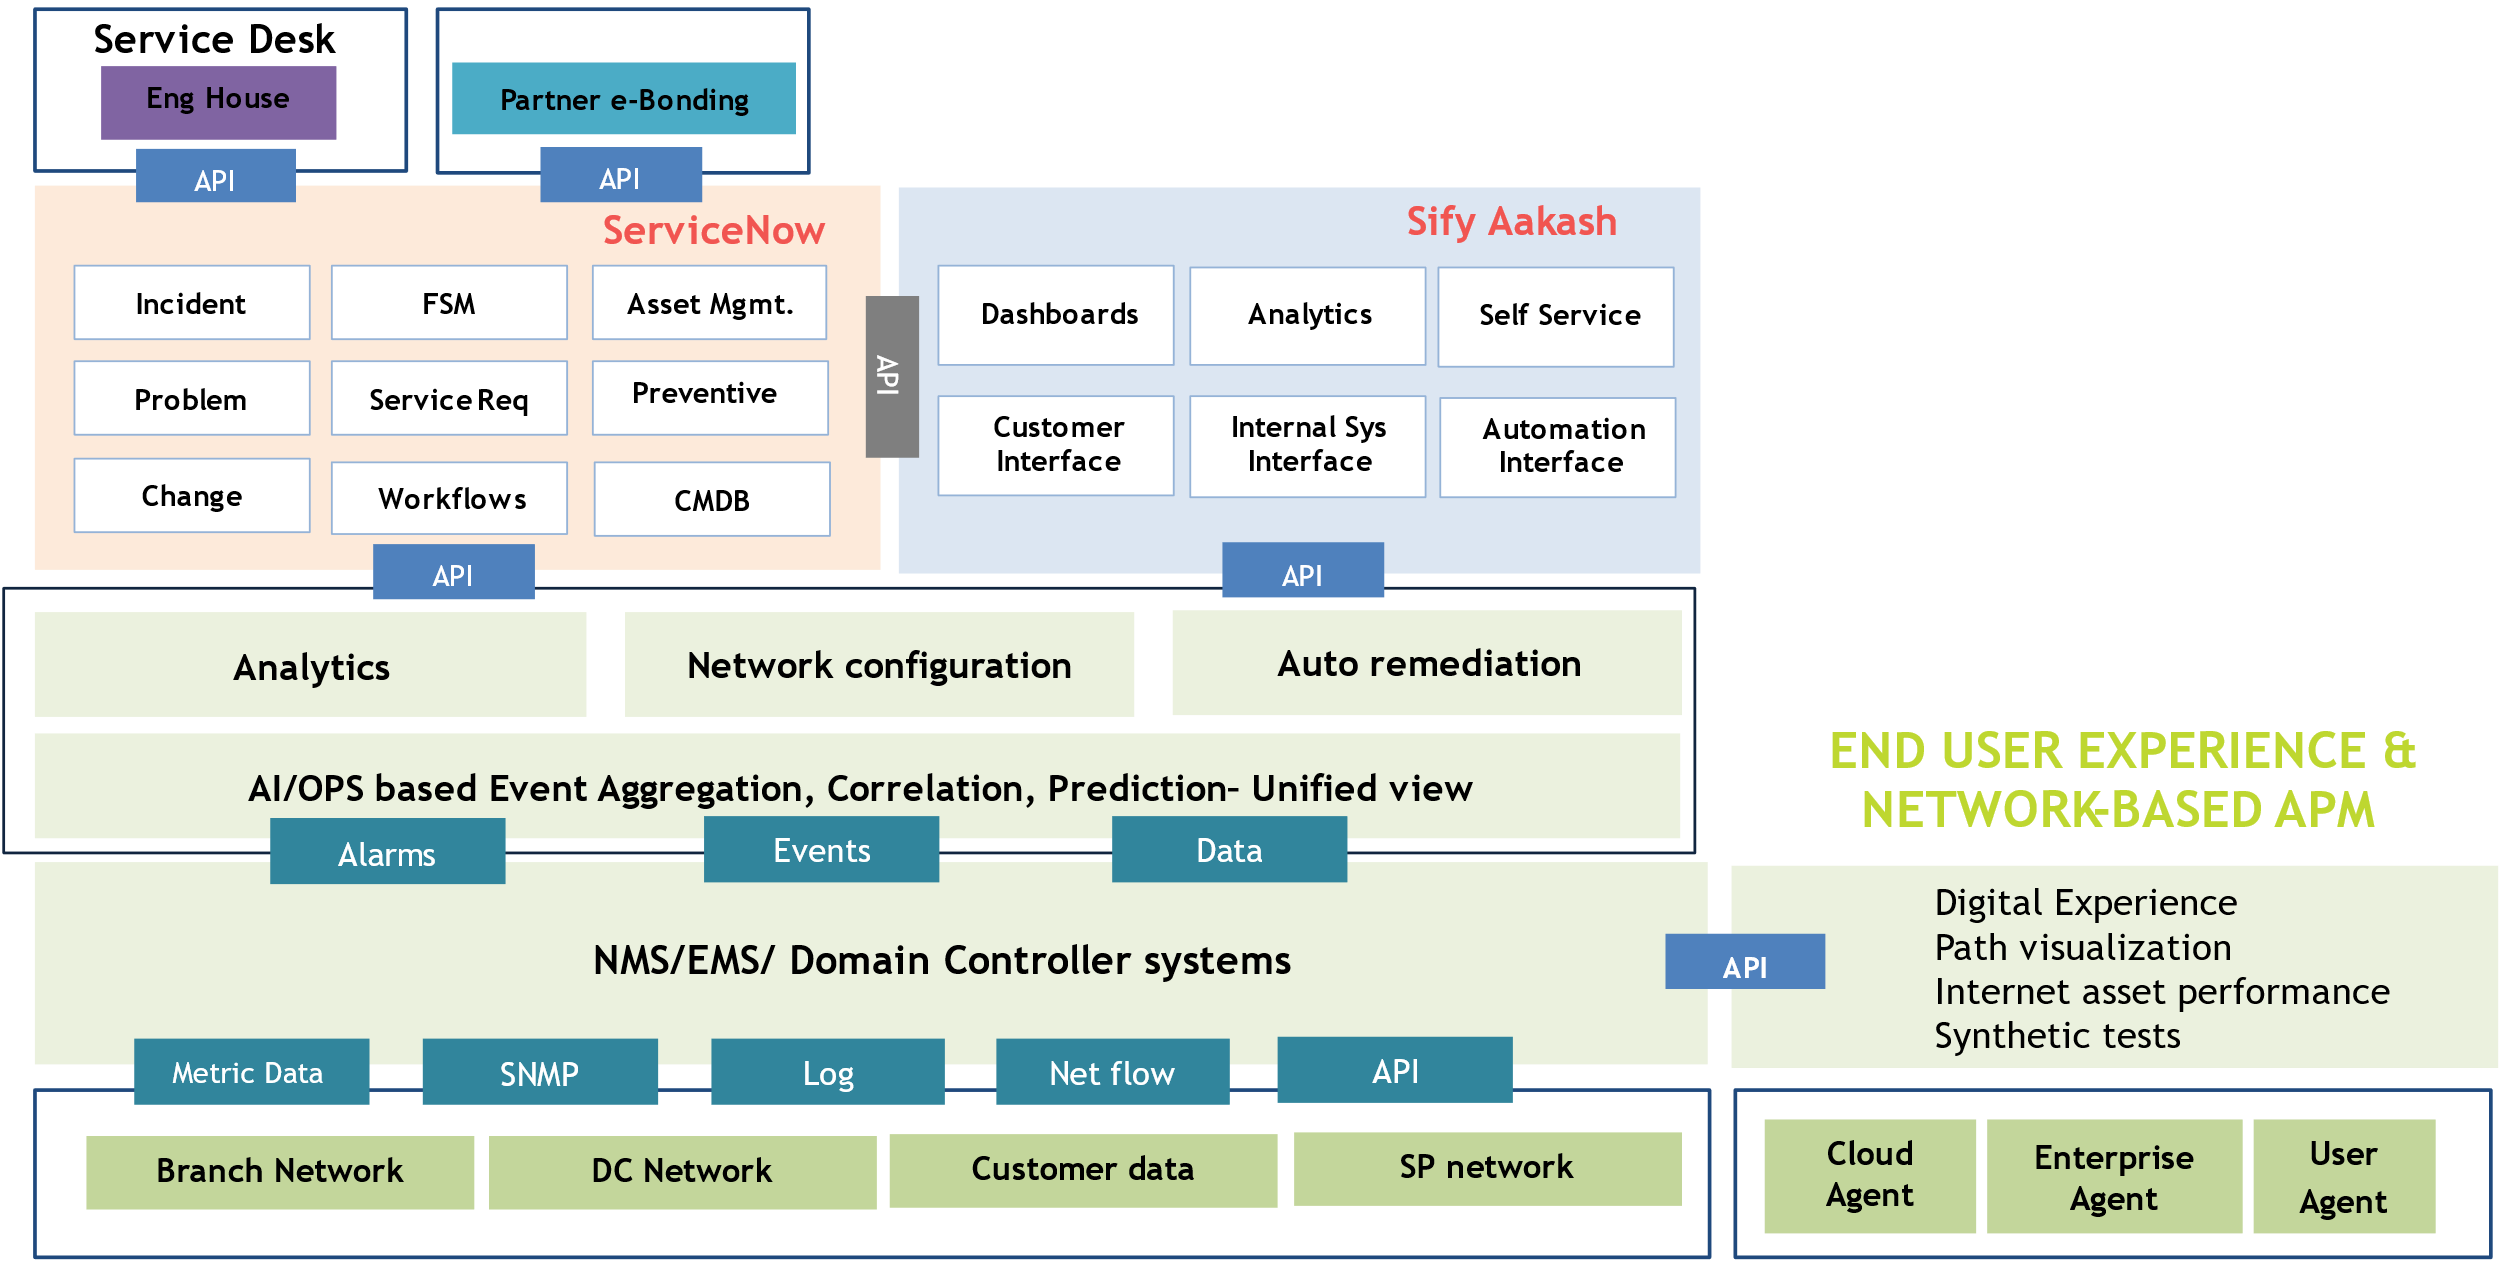 Service Desk
Eng House
Partner e-Bonding
API
API
ServiceNow
Incident
FSM
Asset Mgmt.
Problem
Service Req
Preventive
Change
Workflows
CMDB
API
Sify Aakash
Dashboards
Analytics
Self Service
Customer
Interface
Internal Sys
Interface
Automation
Interface
API
API
Analytics
Network configuration
Auto remediation
AI/OPS based Event Aggregation, Correlation, Prediction– Unified view
Alarms
Events
Data
NMS/EMS/ Domain Controller systems
END USER EXPERIENCE &
NETWORK-BASED APM
API
Digital Experience
Path visualization
Internet asset performance
Synthetic tests
Metric Data
SNMP
Log
Net flow
API
Branch Network
DC Network
Customer data
SP network
Cloud
Agent
Enterprise
Agent
User
Agent